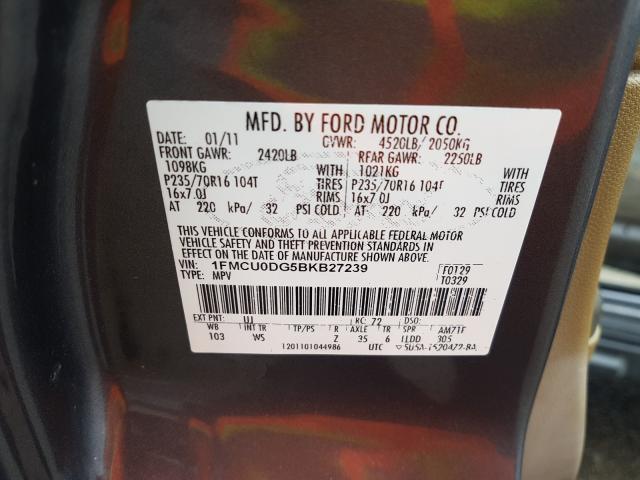 MFD. BY FORD MOTOR CO.
DATE: 01/11 GVWR: 4520LB/ 2050KG
FRONT GAWR: 2420LB REAR GAWR: 2250LB
1098KG WITH 1021KG WITH
P235/70R16 104T TIRES P235/70R16 104T TIRES
16x7.0J RIMS 16x7.0J RIMS
AT 220 kPa/ 32 PSI COLD AT 220 kPa/ 32 PSI COLD
THIS VEHICLE CONFORMS TO ALL APPLICABLE FEDERAL MOTOR
VEHICLE SAFETY AND THEFT PREVENTION STANDARDS IN
EFFECT ON THE DATE OF MANUFACTURE SHOWN ABOVE.
VIN: 1FMCU0DG5BKB27239 F0129
TYPE: MPV T0329
EXT PNT: UJ RC: 72 DSO:
WB INT TR TP/PS R AXLE TR SPR AM71F
103 WS Z 35 6 LLDD 305
1201101044986 UTC